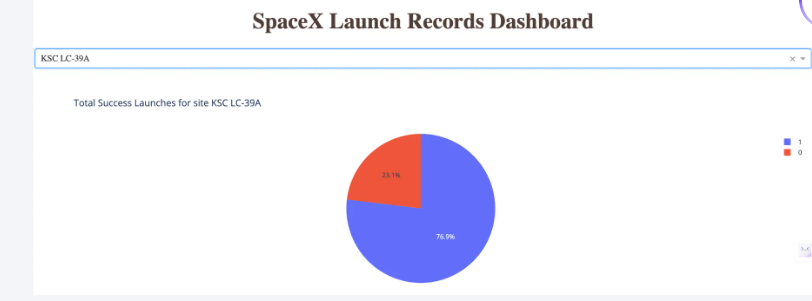 SpaceX Launch Records Dashboard
KSC LC-39A
Total Success Launches for site KSC LC-39A
1
0
23.1%
76.9%